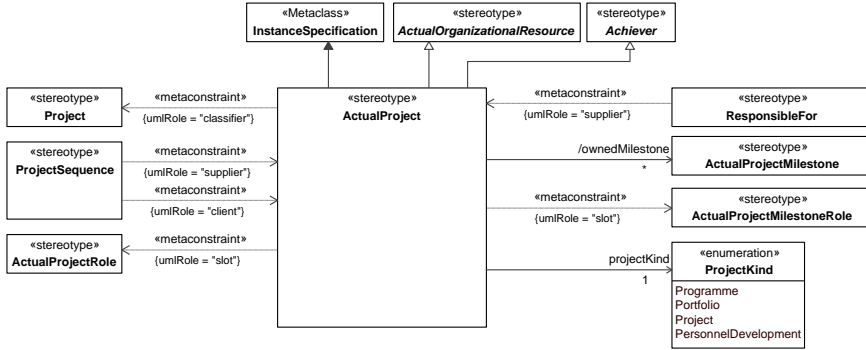 «Metaclass»
InstanceSpecification
«stereotype»
ActualOrganizationalResource
«stereotype»
Achiever
«stereotype»
Project
«metaconstraint»
{umlRole = "classifier"}
«stereotype»
ProjectSequence
«metaconstraint»
{umlRole = "supplier"}
«metaconstraint»
{umlRole = "client"}
«stereotype»
ActualProjectRole
«metaconstraint»
{umlRole = "slot"}
«stereotype»
ActualProject
«metaconstraint»
{umlRole = "supplier"}
«stereotype»
ResponsibleFor
/ownedMilestone
*
«stereotype»
ActualProjectMilestone
«metaconstraint»
{umlRole = "slot"}
«stereotype»
ActualProjectMilestoneRole
projectKind
1
«enumeration»
ProjectKind
Programme
Portfolio
Project
PersonnelDevelopment